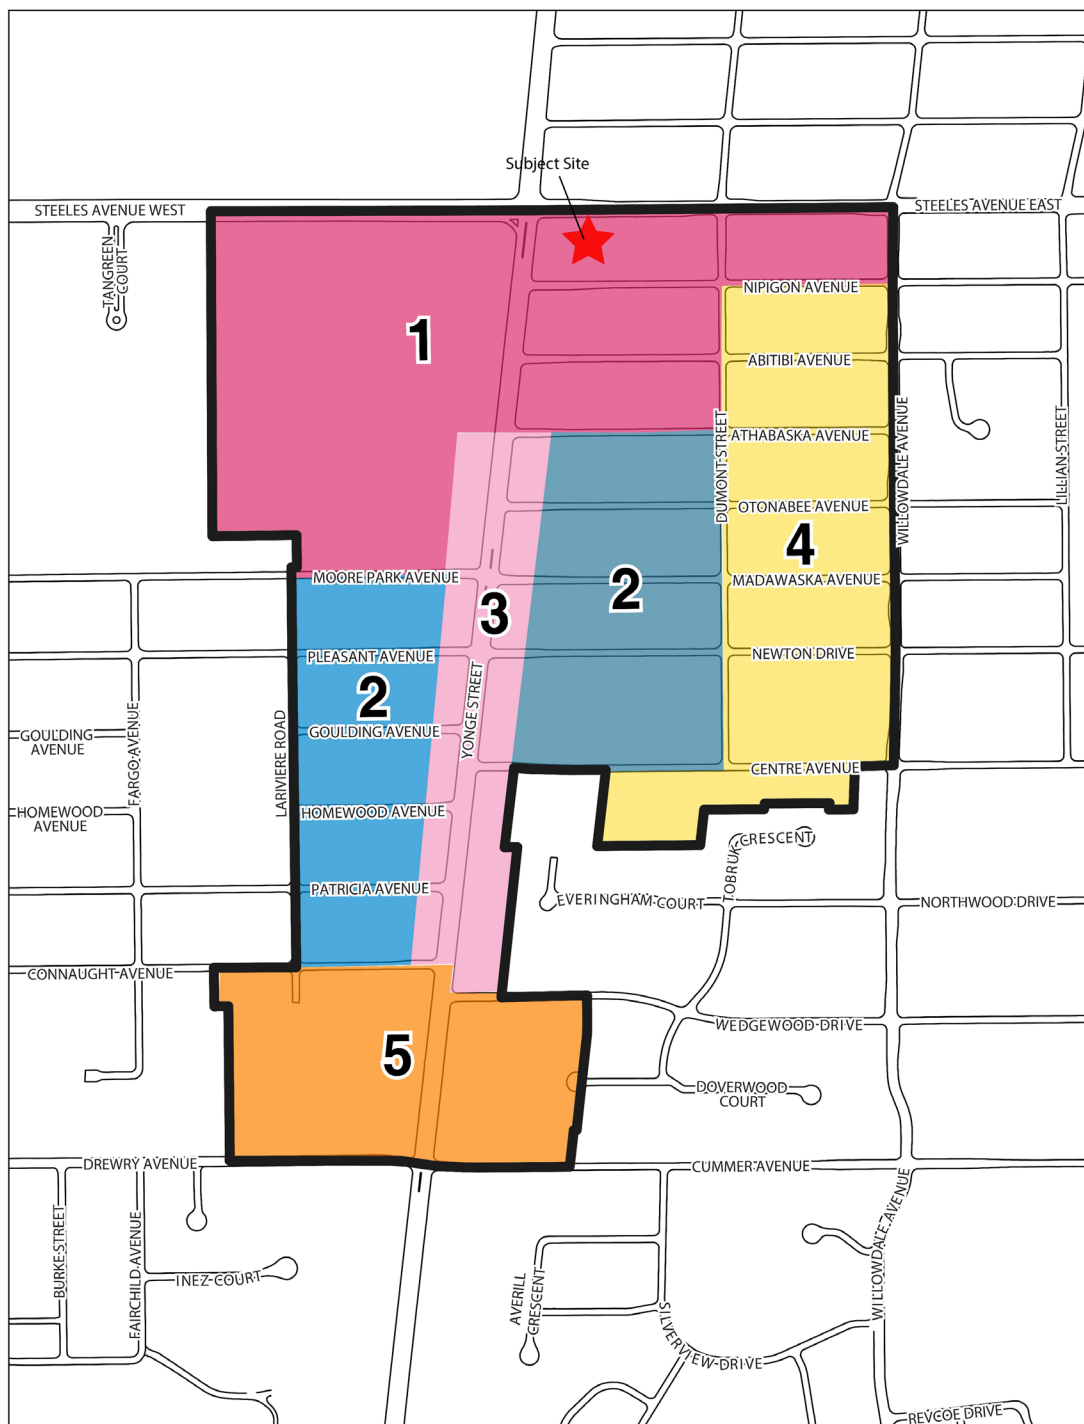 Subject Site
STEELES AVENUE WEST
STEELES AVENUE EAST
TANGREEN
COURT
NIPIGON AVENUE
1
ABITIBI AVENUE
DUMONT STREET
ATHABASKA AVENUE
WILLOWDALE AVENUE
LILLIAN STREET
OTONABEE AVENUE
4
MOORE PARK AVENUE
MADAWASKA AVENUE
2
3
PLEASANT AVENUE
NEWTON DRIVE
2
YONGE STREET
GOULDING
AVENUE
FARGO AVENUE
LARIVIERE ROAD
GOULDING AVENUE
CENTRE AVENUE
HOMEWOOD
AVENUE
HOMEWOOD AVENUE
TOBRUK CRESCENT
PATRICIA AVENUE
EVERINGHAM COURT
NORTHWOOD DRIVE
CONNAUGHT AVENUE
WEDGEWOOD DRIVE
5
DOVERWOOD
COURT
DREWRY AVENUE
CUMMER AVENUE
BURKE STREET
FAIRCHILD AVENUE
INEZ COURT
AVERILL
CRESCENT
WILLOWDALE AVENUE
SILVERVIEW DRIVE
REVCOE DRIVE